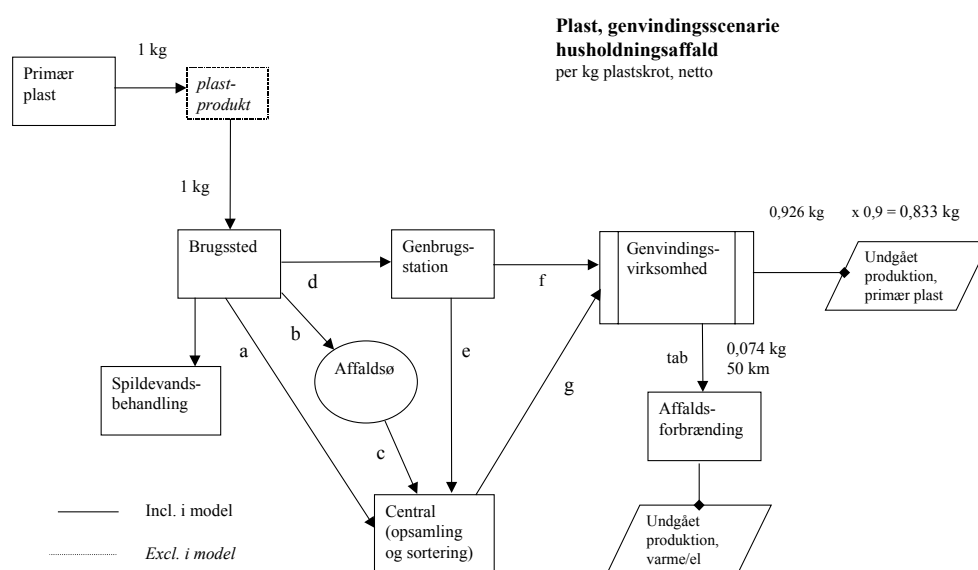 Plast, genvindingsscenarie
husholdningsaffald
per kg plastskrot, netto
1 kg
Primær
plast
plast-
produkt
1 kg
0,926 kg x 0,9 = 0,833 kg
Brugssted
Genbrugs-
station
Genvindings-
virksomhed
Undgået
produktion,
primær plast
d
f
a
b
e
g
tab
0,074 kg
50 km
Affaldsø
Spildevands-
behandling
Affalds-
forbrænding
c
Central
(opsamling
og sortering)
Undgået
produktion,
varme/el
Incl. i model
Excl. i model